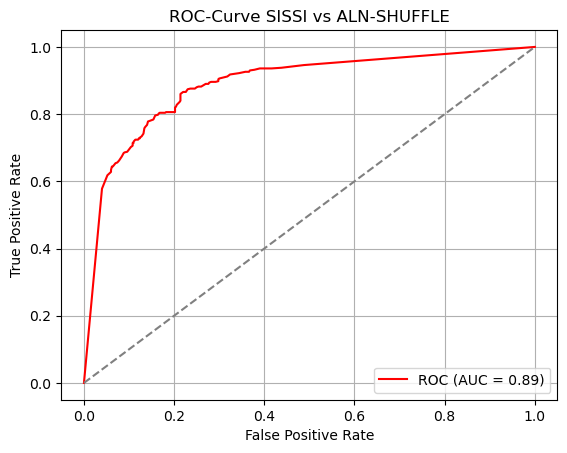 ROC-Curve SISSI vs ALN-SHUFFLE
True Positive Rate
1.0
0.8
0.6
0.4
0.2
0.0
ROC (AUC = 0.89)
0.0 0.2 0.4 0.6 0.8 1.0
False Positive Rate